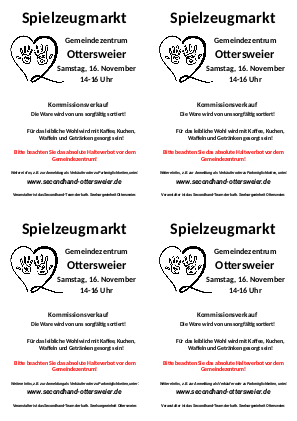 Spielzeugmarkt
Gemeindezentrum
Ottersweier
Samstag, 16. November
14-16 Uhr
Kommissionsverkauf
Die Ware wird von uns sorgfältig sortiert!
Für das leibliche Wohl wird mit Kaffee, Kuchen,
Waffeln und Getränken gesorgt sein!
Bitte beachten Sie das absolute Halteverbot vor dem
Gemeindezentrum!
Weitere Infos, z.B. zur Anmeldung als Verkäufer oder zu Parkmöglichkeiten, unter:
www.secondhand-ottersweier.de
Veranstalter ist das Secondhand-Team der kath. Seelsorgeeinheit Ottersweier.
Spielzeugmarkt
Gemeindezentrum
Ottersweier
Samstag, 16. November
14-16 Uhr
Kommissionsverkauf
Die Ware wird von uns sorgfältig sortiert!
Für das leibliche Wohl wird mit Kaffee, Kuchen,
Waffeln und Getränken gesorgt sein!
Bitte beachten Sie das absolute Halteverbot vor dem
Gemeindezentrum!
Weitere Infos, z.B. zur Anmeldung als Verkäufer oder zu Parkmöglichkeiten, unter:
www.secondhand-ottersweier.de
Veranstalter ist das Secondhand-Team der kath. Seelsorgeeinheit Ottersweier.
Spielzeugmarkt
Gemeindezentrum
Ottersweier
Samstag, 16. November
14-16 Uhr
Kommissionsverkauf
Die Ware wird von uns sorgfältig sortiert!
Für das leibliche Wohl wird mit Kaffee, Kuchen,
Waffeln und Getränken gesorgt sein!
Bitte beachten Sie das absolute Halteverbot vor dem
Gemeindezentrum!
Weitere Infos, z.B. zur Anmeldung als Verkäufer oder zu Parkmöglichkeiten, unter:
www.secondhand-ottersweier.de
Veranstalter ist das Secondhand-Team der kath. Seelsorgeeinheit Ottersweier.
Spielzeugmarkt
Gemeindezentrum
Ottersweier
Samstag, 16. November
14-16 Uhr
Kommissionsverkauf
Die Ware wird von uns sorgfältig sortiert!
Für das leibliche Wohl wird mit Kaffee, Kuchen,
Waffeln und Getränken gesorgt sein!
Bitte beachten Sie das absolute Halteverbot vor dem
Gemeindezentrum!
Weitere Infos, z.B. zur Anmeldung als Verkäufer oder zu Parkmöglichkeiten, unter:
www.secondhand-ottersweier.de
Veranstalter ist das Secondhand-Team der kath. Seelsorgeeinheit Ottersweier.